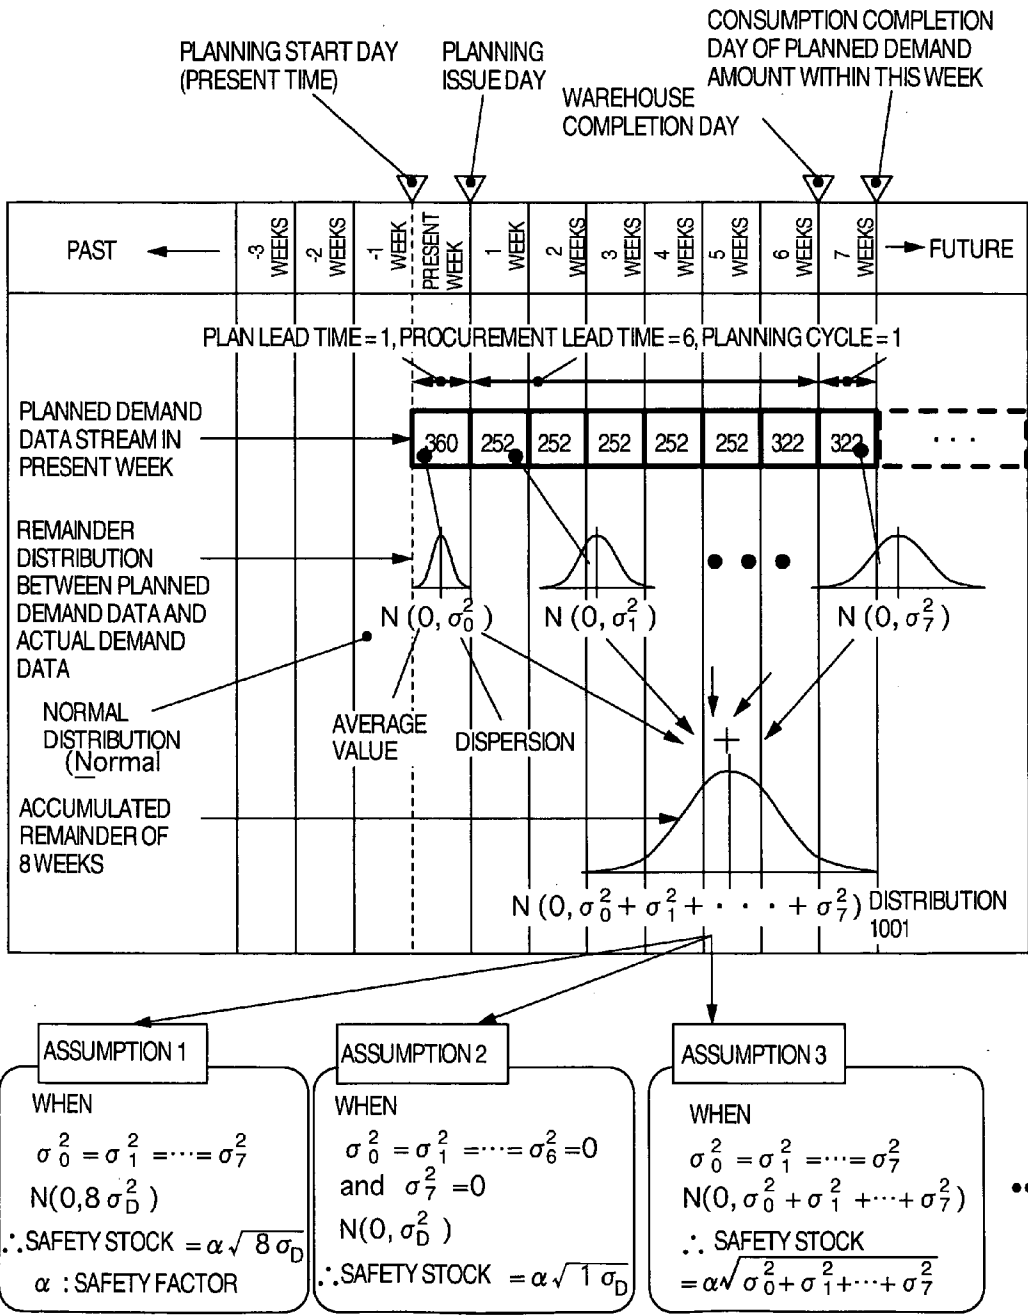 PLANNING START DAY
(PRESENT TIME)
PLANNING
ISSUE DAY
WAREHOUSE
COMPLETION DAY
CONSUMPTION COMPLETION
DAY OF PLANNED DEMAND
AMOUNT WITHIN THIS WEEK
PAST
-3
WEEKS
-2
WEEKS
-1
WEEK
PRESENT
WEEK
1
WEEK
2
WEEKS
3
WEEKS
4
WEEKS
5
WEEKS
6
WEEKS
7
WEEKS
FUTURE
PLAN LEAD TIME = 1, PROCUREMENT LEAD TIME = 6, PLANNING CYCLE = 1
PLANNED DEMAND
DATA STREAM IN
PRESENT WEEK
360 252 252 252 252 252 322 322 ···
REMAINDER
DISTRIBUTION
BETWEEN PLANNED
DEMAND DATA AND
ACTUAL DEMAND
DATA
N (0, σ₀²)
N (0, σ₁²)
N (0, σ₇²)
NORMAL
DISTRIBUTION
(Normal
AVERAGE
VALUE
DISPERSION
+
ACCUMULATED
REMAINDER OF
8 WEEKS
N (0, σ₀² + σ₁² + · · · + σ₇²) DISTRIBUTION
1001
ASSUMPTION 1
WHEN
σ₀² = σ₁² = ··· = σ₇²
N(0,8 σ_D²)
∴ SAFETY STOCK = α√8 σ_D
α : SAFETY FACTOR
ASSUMPTION 2
WHEN
σ₀² = σ₁² = ··· = σ₆² = 0
and σ₇² = 0
N(0, σ_D²)
∴ SAFETY STOCK = α√1 σ_D
ASSUMPTION 3
WHEN
σ₀² = σ₁² = ··· = σ₇²
N(0, σ₀² + σ₁² + ··· + σ₇²)
∴ SAFETY STOCK
= α√σ₀² + σ₁² + ··· + σ₇²